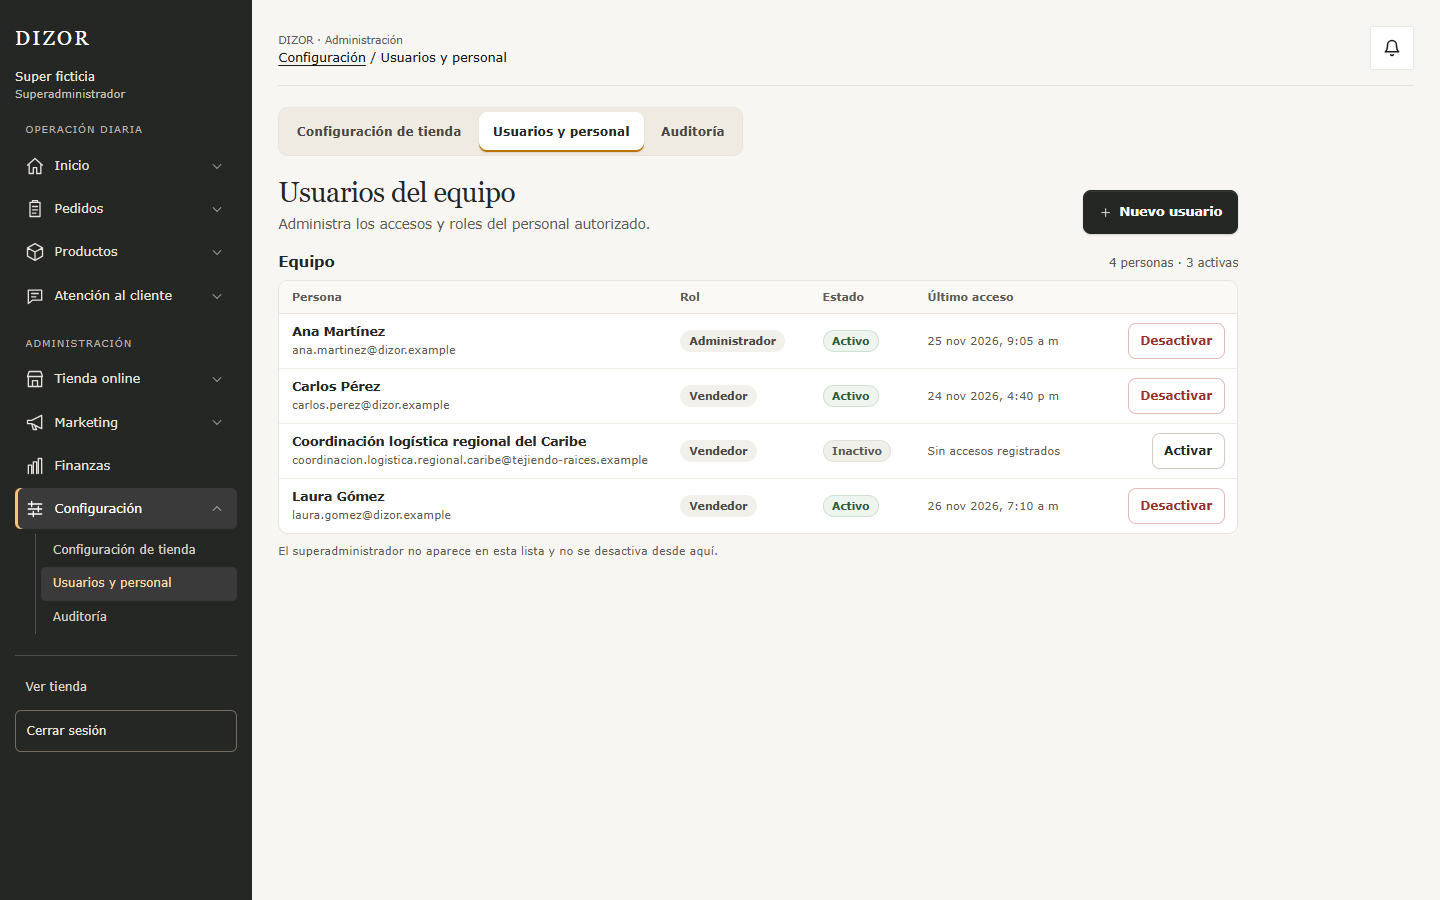 DIZOR
Super ficticia
Superadministrador
OPERACIÓN DIARIA
Inicio
Pedidos
Productos
Atención al cliente
ADMINISTRACIÓN
Tienda online
Marketing
Finanzas
Configuración
Configuración de tienda
Usuarios y personal
Auditoría
Ver tienda
Cerrar sesión
DIZOR · Administración
Configuración / Usuarios y personal
Configuración de tienda Usuarios y personal Auditoría
Usuarios del equipo
Administra los accesos y roles del personal autorizado.
+ Nuevo usuario
Equipo 4 personas · 3 activas
Persona Rol Estado Último acceso
Ana Martínez
ana.martinez@dizor.example
Administrador Activo 25 nov 2026, 9:05 a m Desactivar
Carlos Pérez
carlos.perez@dizor.example
Vendedor Activo 24 nov 2026, 4:40 p m Desactivar
Coordinación logística regional del Caribe
coordinacion.logistica.regional.caribe@tejiendo-raices.example
Vendedor Inactivo Sin accesos registrados Activar
Laura Gómez
laura.gomez@dizor.example
Vendedor Activo 26 nov 2026, 7:10 a m Desactivar
El superadministrador no aparece en esta lista y no se desactiva desde aquí.